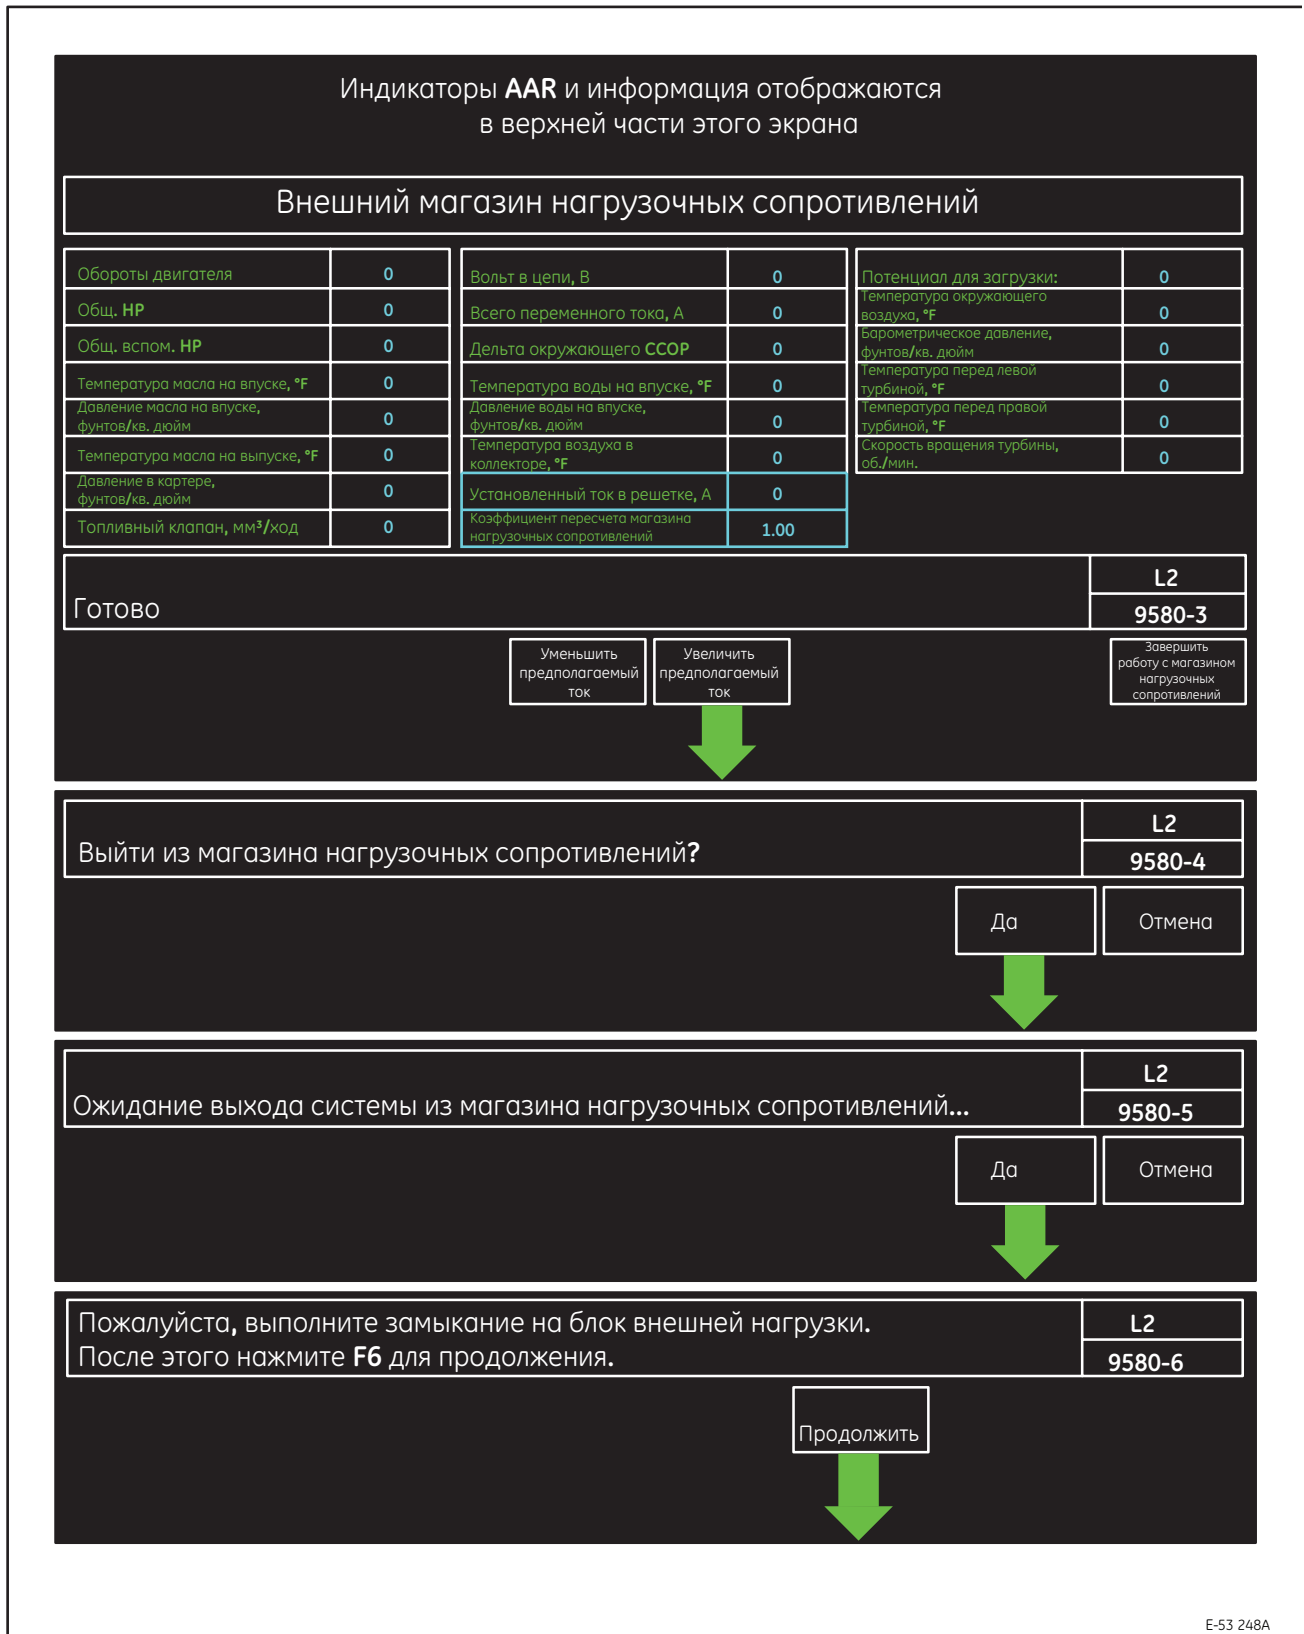 Индикаторы AAR и информация отображаются
в верхней части этого экрана
Внешний магазин нагрузочных сопротивлений
Обороты двигателя 0
Общ. HP 0
Общ. вспом. HP 0
Температура масла на впуске, °F 0
Давление масла на впуске,
фунтов/кв. дюйм 0
Температура масла на выпуске, °F 0
Давление в картере,
фунтов/кв. дюйм 0
Топливный клапан, мм³/ход 0
Вольт в цепи, В 0
Всего переменного тока, А 0
Дельта окружающего CCOP 0
Температура воды на впуске, °F 0
Давление воды на впуске,
фунтов/кв. дюйм 0
Температура воздуха в
коллекторе, °F 0
Установленный ток в решетке, А 0
Коэффициент пересчета магазина
нагрузочных сопротивлений 1.00
Потенциал для загрузки: 0
Температура окружающего
воздуха, °F 0
Барометрическое давление,
фунтов/кв. дюйм 0
Температура перед левой
турбиной, °F 0
Температура перед правой
турбиной, °F 0
Скорость вращения турбины,
об./мин. 0
Готово
L2
9580-3
Уменьшить
предполагаемый
ток
Увеличить
предполагаемый
ток
Завершить
работу с магазином
нагрузочных
сопротивлений
Выйти из магазина нагрузочных сопротивлений?
L2
9580-4
Да
Отмена
Ожидание выхода системы из магазина нагрузочных сопротивлений...
L2
9580-5
Да
Отмена
Пожалуйста, выполните замыкание на блок внешней нагрузки.
После этого нажмите F6 для продолжения.
L2
9580-6
Продолжить
E-53 248A